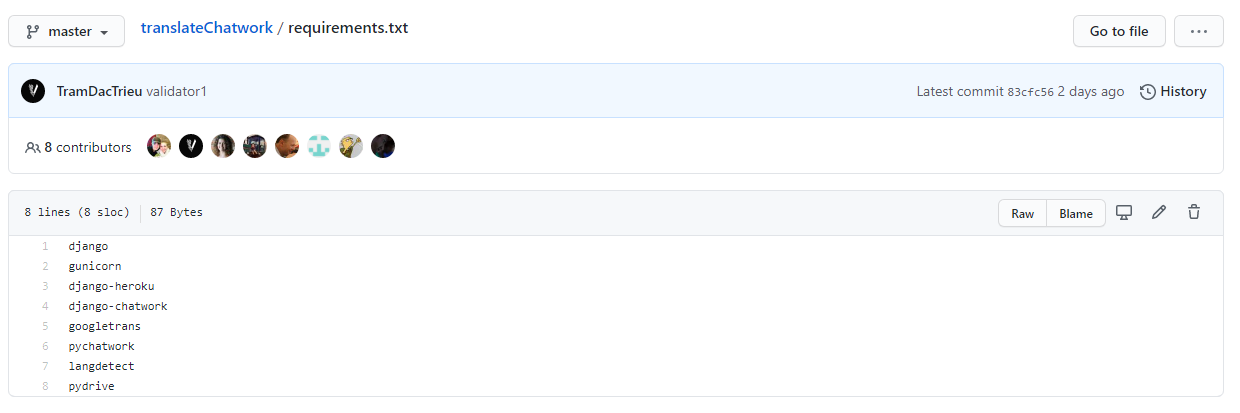 master
translateChatwork / requirements.txt
Go to file
...
TramDacTrieu validator1
Latest commit 83cfc56 2 days ago
History
8 contributors
8 lines (8 sloc) 87 Bytes
Raw
Blame
1 django
2 gunicorn
3 django-heroku
4 django-chatwork
5 googletrans
6 pychatwork
7 langdetect
8 pydrive